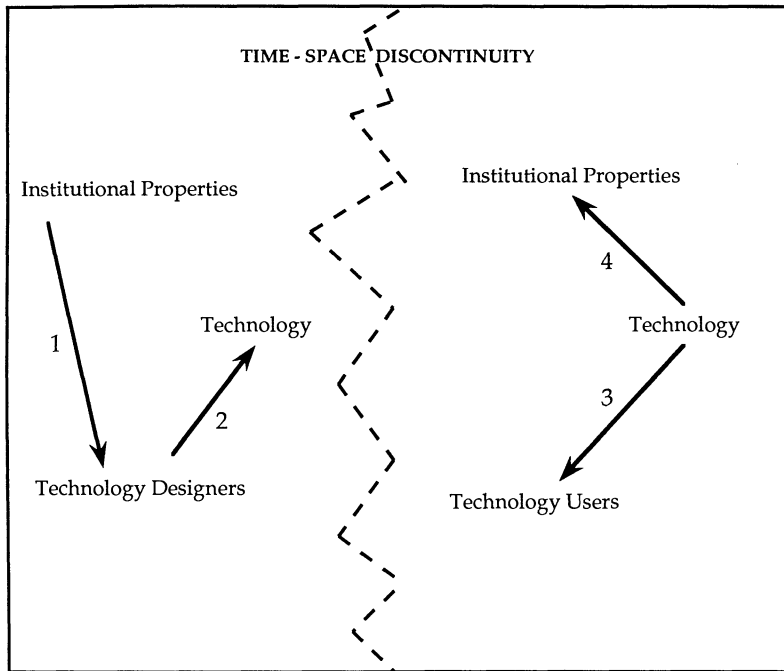 TIME - SPACE DISCONTINUITY
Institutional Properties
1
Technology
2
Technology Designers
Institutional Properties
4
Technology
3
Technology Users